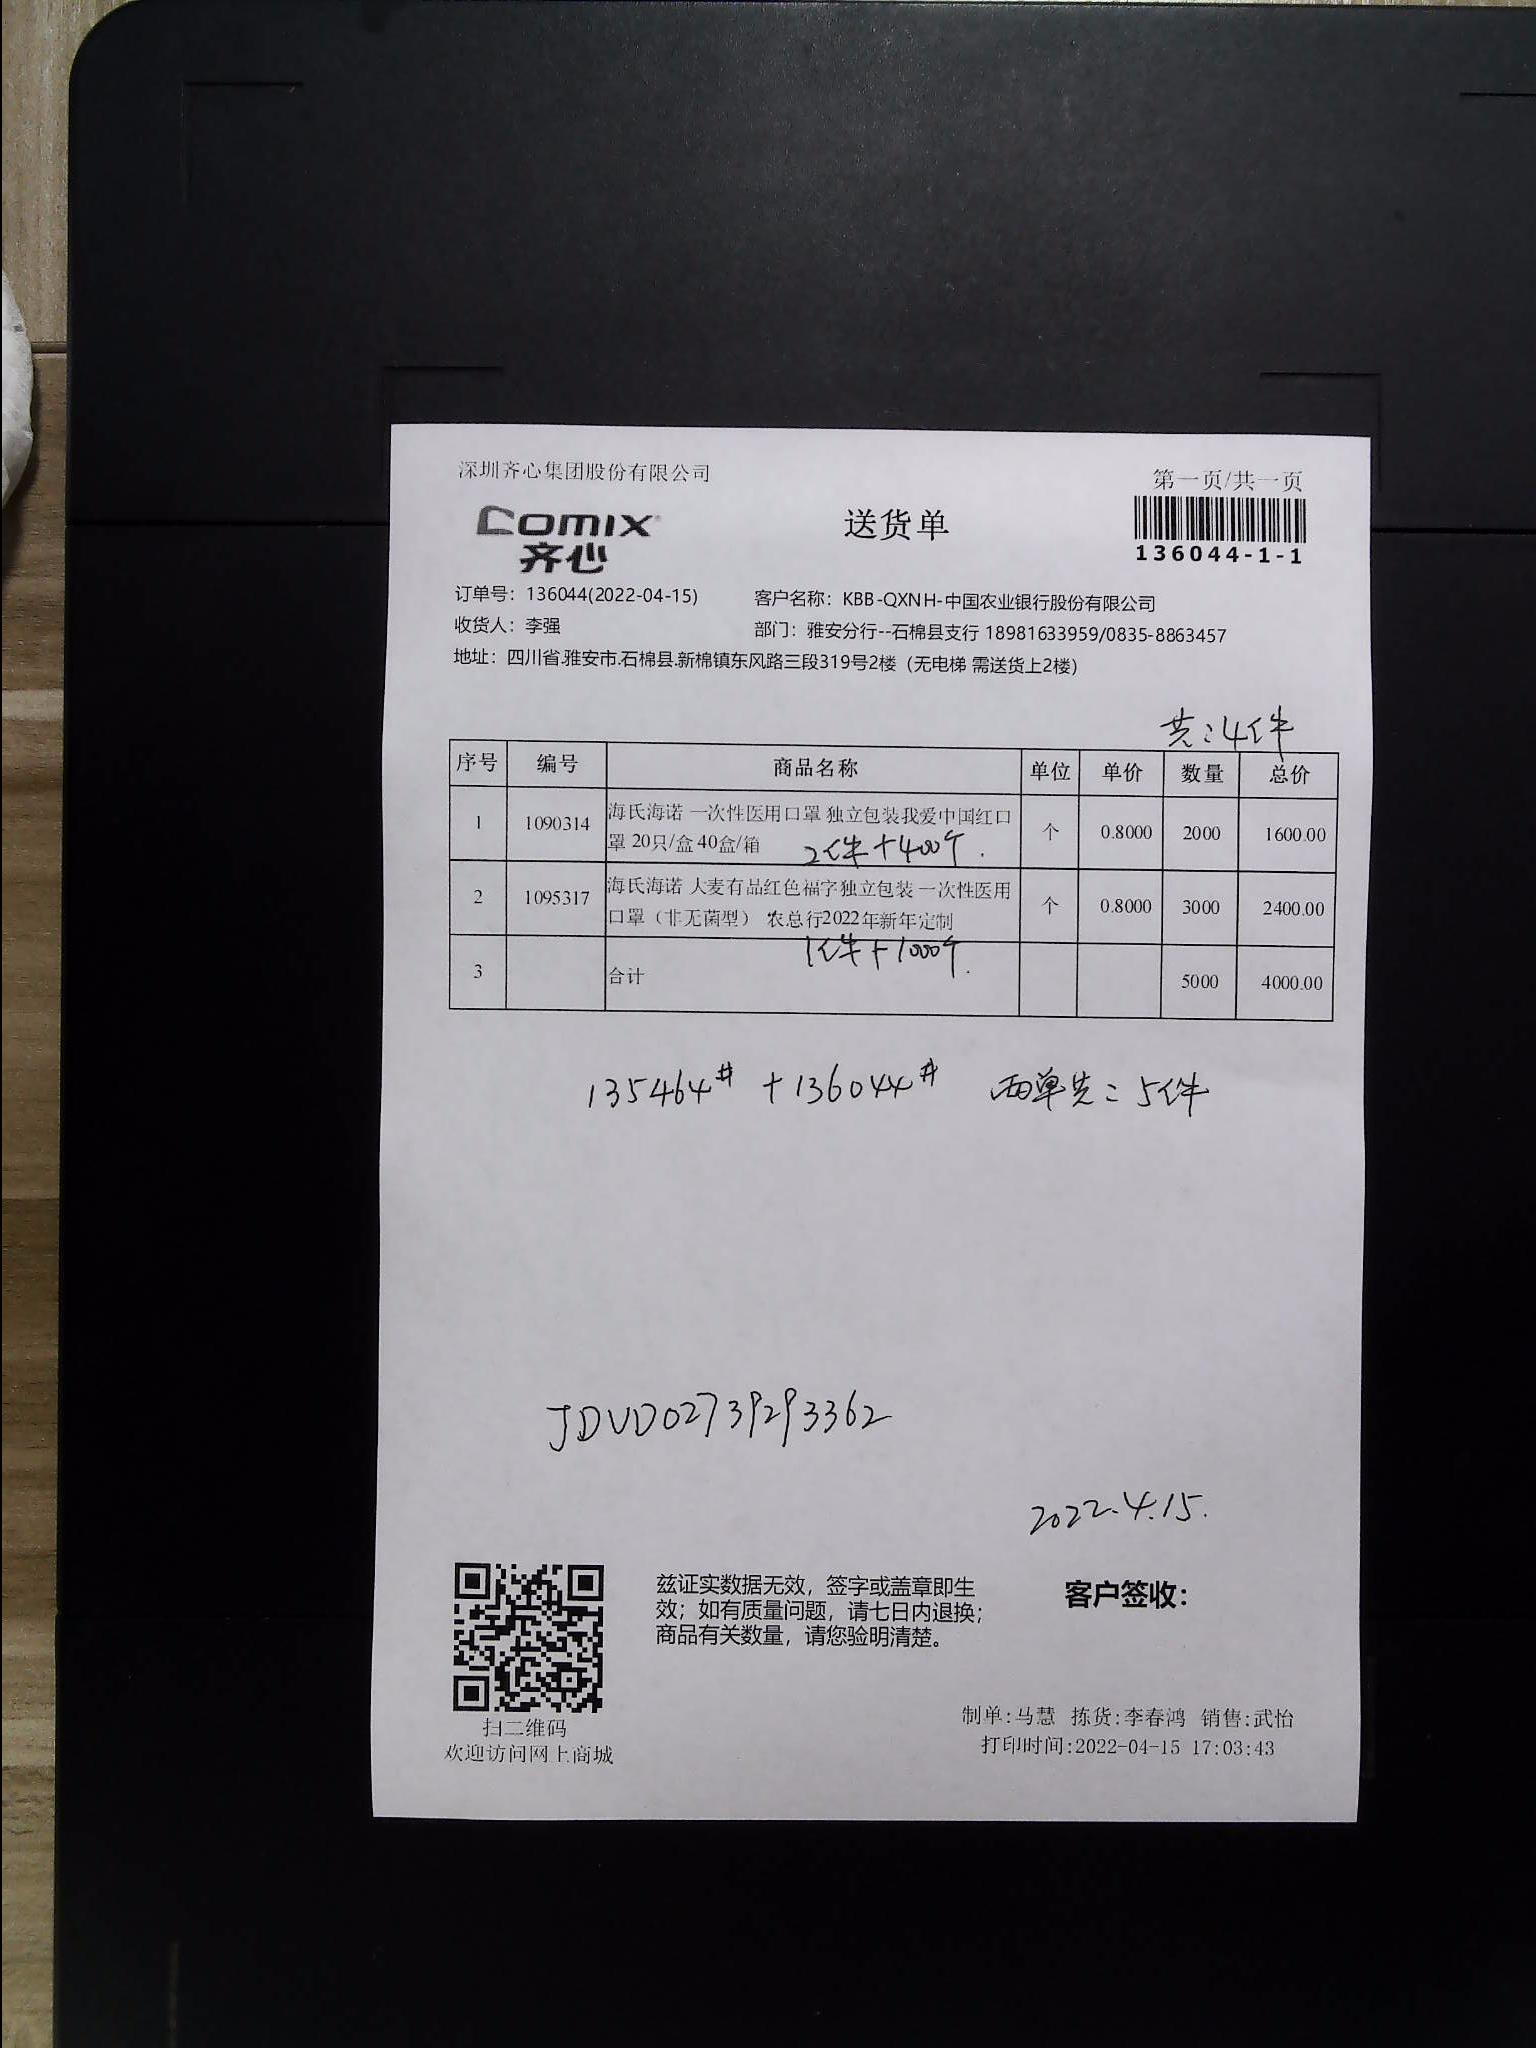 深圳齐心集团股份有限公司
第一页/共一页
COMIX
齐心
送货单
136044-1-1
订单号：136044(2022-04-15)
客户名称：KBB-QXNH-中国农业银行股份有限公司
收货人：李强
部门：雅安分行--石棉县支行 18981633959/0835-8863457
地址：四川省.雅安市.石棉县.新棉镇东风路三段319号2楼（无电梯 需送货上2楼）
共：4件
序号 编号 商品名称 单位 单价 数量 总价
1 1090314 海氏海诺 一次性医用口罩 独立包装我爱中国红口 个 0.8000 2000 1600.00
罩 20只/盒 40盒/箱
2件+400个.
2 1095317 海氏海诺 大麦有品红色福字独立包装 一次性医用 个 0.8000 3000 2400.00
口罩（非无菌型） 农总行2022年新年定制
1件+1000个.
3 合计 5000 4000.00
135464# +136044# 两单共：5件
JDVD02739293362
2022.4.15.
兹证实数据无效，签字或盖章即生
效；如有质量问题，请七日内退换；
商品有关数量，请您验明清楚。
客户签收：
扫二维码
欢迎访问网上商城
制单:马慧 拣货:李春鸿 销售:武怡
打印时间:2022-04-15 17:03:43